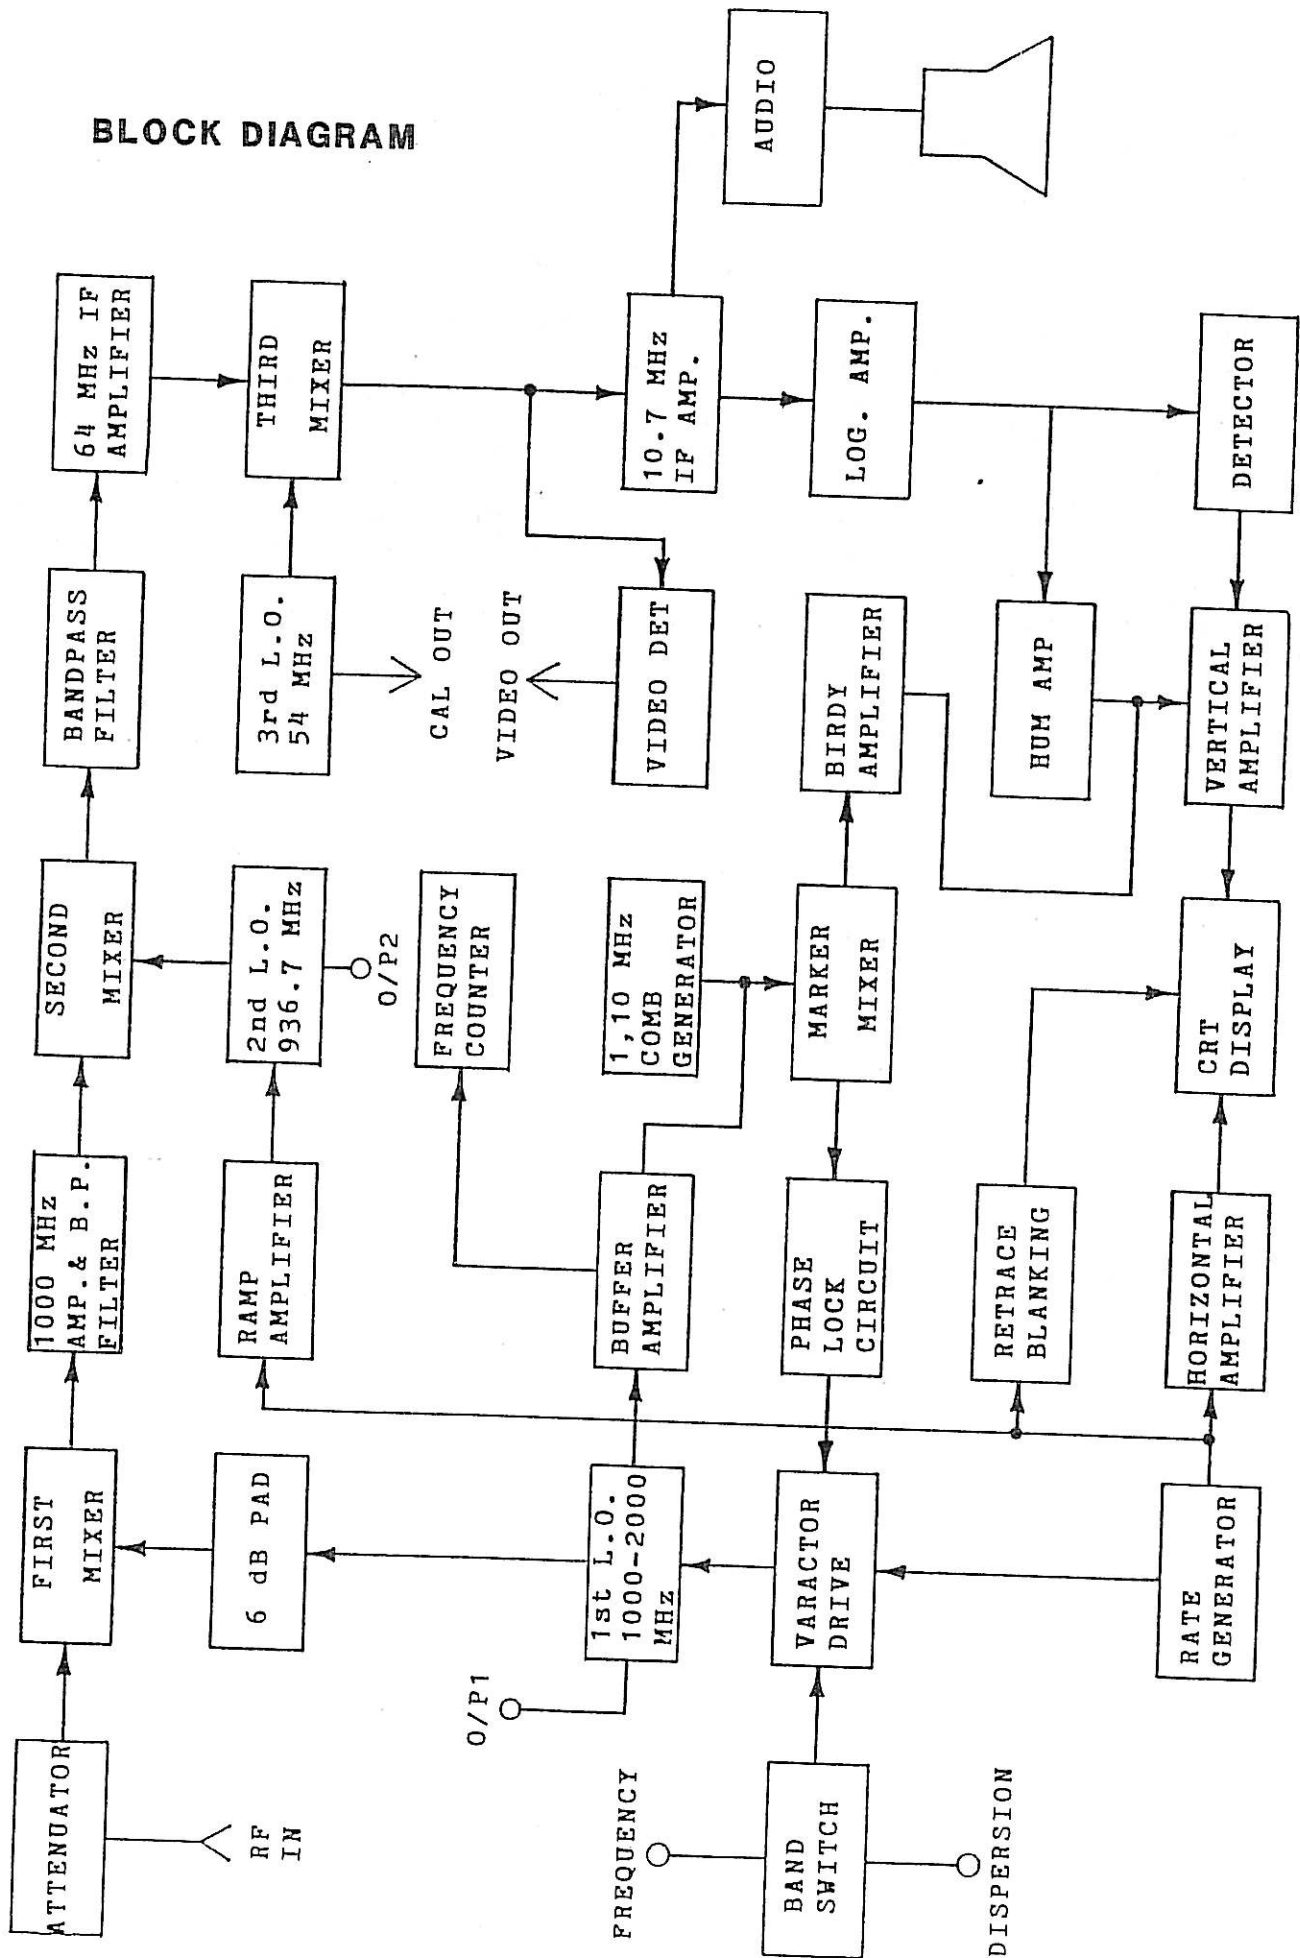 BLOCK DIAGRAM
ATTENUATOR
RF
IN
FIRST
MIXER
1000 MHz
AMP.& B.P.
FILTER
SECOND
MIXER
BANDPASS
FILTER
64 MHz IF
AMPLIFIER
6 dB PAD
RAMP
AMPLIFIER
2nd L.O.
936.7 MHz
O/P2
3rd L.O.
54 MHz
THIRD
MIXER
CAL OUT
VIDEO OUT
FREQUENCY
COUNTER
O/P1
1st L.O.
1000-2000
MHz
BUFFER
AMPLIFIER
1,10 MHz
COMB
GENERATOR
VIDEO DET
10.7 MHz
IF AMP.
AUDIO
FREQUENCY
BAND
SWITCH
DISPERSION
VARACTOR
DRIVE
PHASE
LOCK
CIRCUIT
MARKER
MIXER
BIRDY
AMPLIFIER
LOG. AMP.
RETRACE
BLANKING
HUM AMP
RATE
GENERATOR
HORIZONTAL
AMPLIFIER
CRT
DISPLAY
VERTICAL
AMPLIFIER
DETECTOR